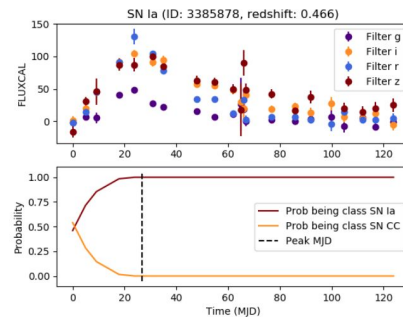 SN Ia (ID: 3385878, redshift: 0.466)
150
100
50
0
FLUXCAL
Filter g
Filter i
Filter r
Filter z
0 20 40 60 80 100 120
1.00
0.75
0.50
0.25
0.00
Probability
Prob being class SN Ia
Prob being class SN CC
Peak MJD
0 20 40 60 80 100 120
Time (MJD)